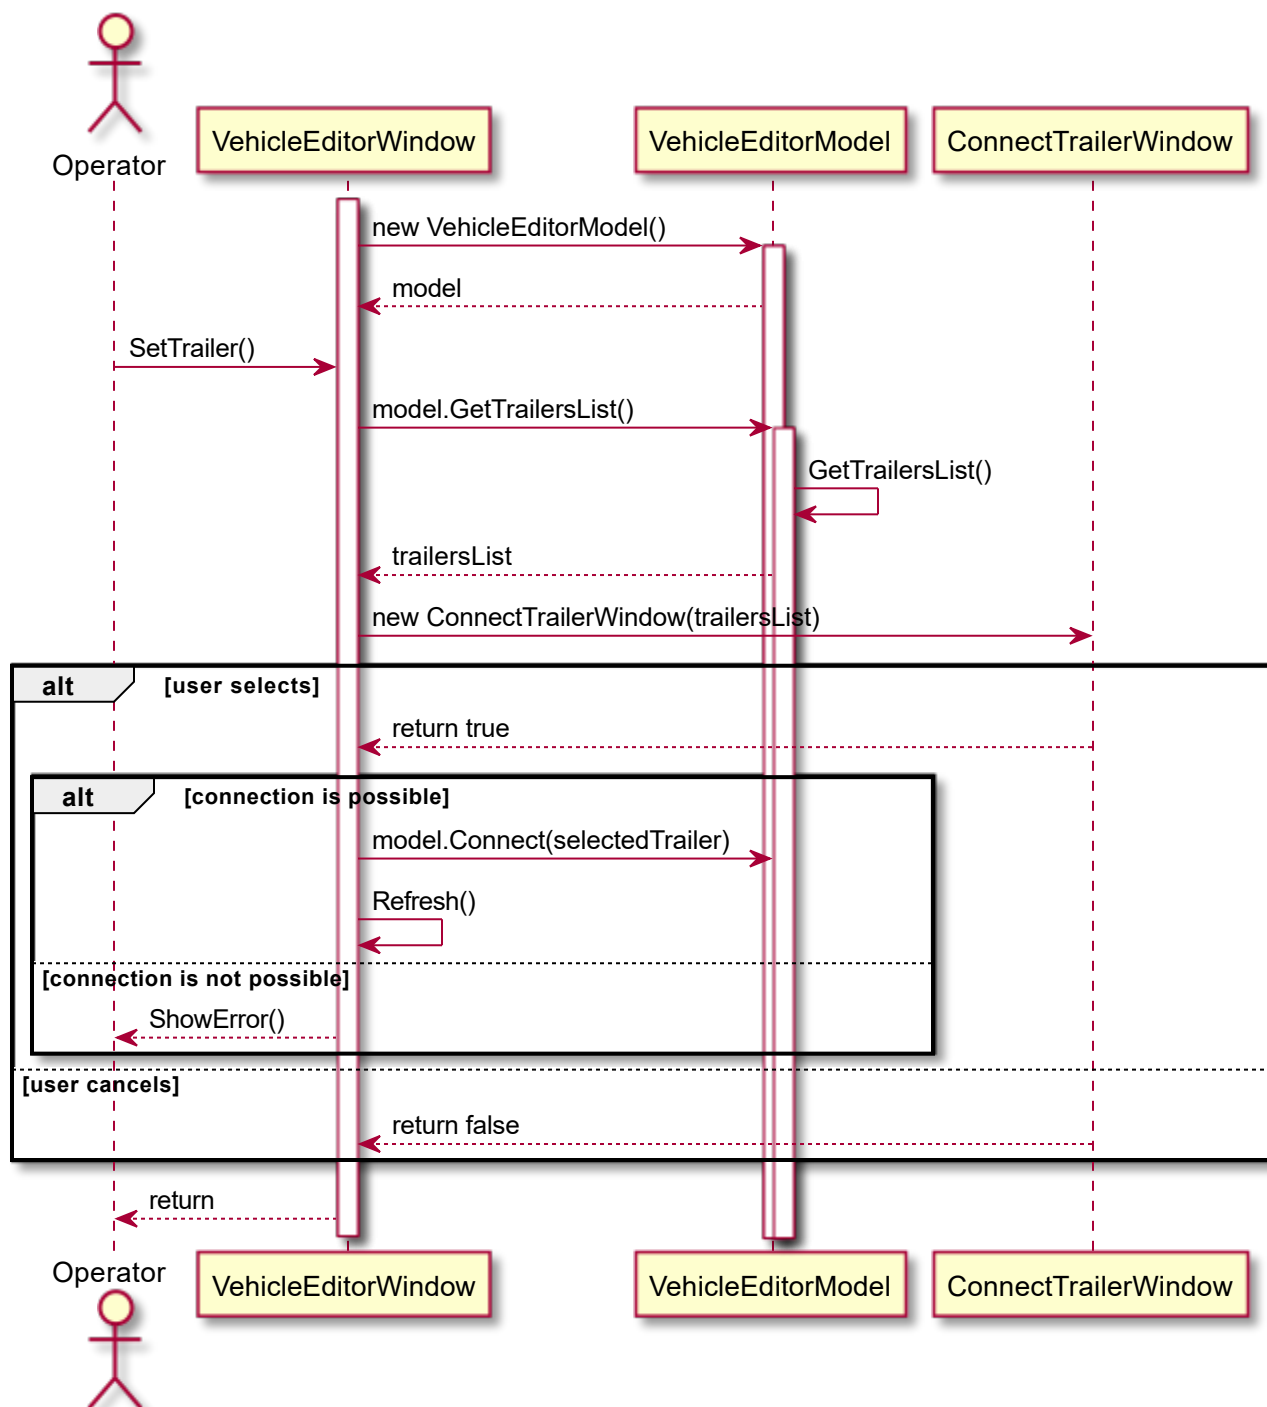 Operator
VehicleEditorWindow
VehicleEditorModel
ConnectTrailerWindow
new VehicleEditorModel()
model
SetTrailer()
model.GetTrailersList()
GetTrailersList()
trailersList
new ConnectTrailerWindow(trailersList)
alt [user selects]
return true
alt [connection is possible]
model.Connect(selectedTrailer)
Refresh()
[connection is not possible]
ShowError()
[user cancels]
return false
return
Operator
VehicleEditorWindow
VehicleEditorModel
ConnectTrailerWindow